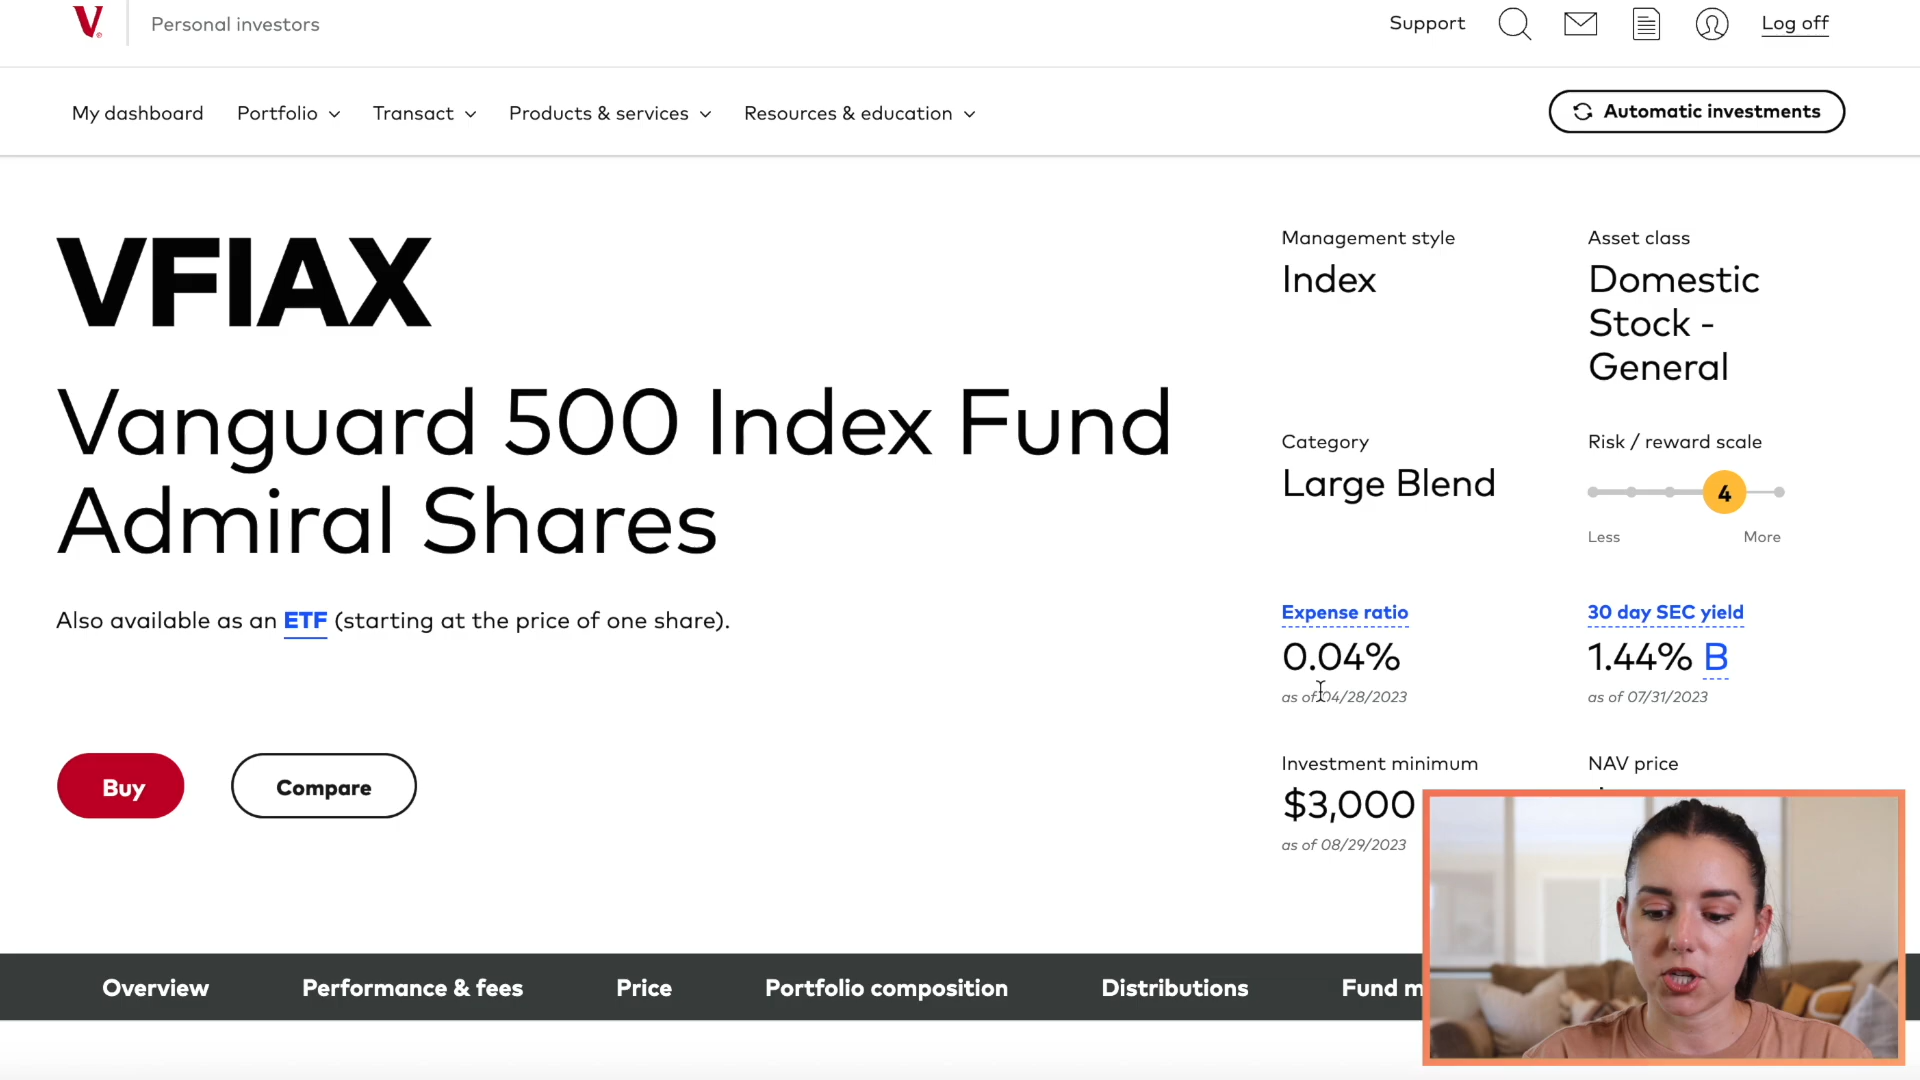 V
Personal investors
Support
Log off
My dashboard
Portfolio
Transact
Products & services
Resources & education
Automatic investments
VFIAX
Vanguard 500 Index Fund
Admiral Shares
Also available as an ETF (starting at the price of one share).
Buy
Compare
Management style
Index
Asset class
Domestic
Stock -
General
Category
Large Blend
Risk / reward scale
4
Less
More
Expense ratio
0.04%
as of 04/28/2023
30 day SEC yield
1.44% B
as of 07/31/2023
Investment minimum
$3,000
as of 08/29/2023
NAV price
Overview
Performance & fees
Price
Portfolio composition
Distributions
Fund m